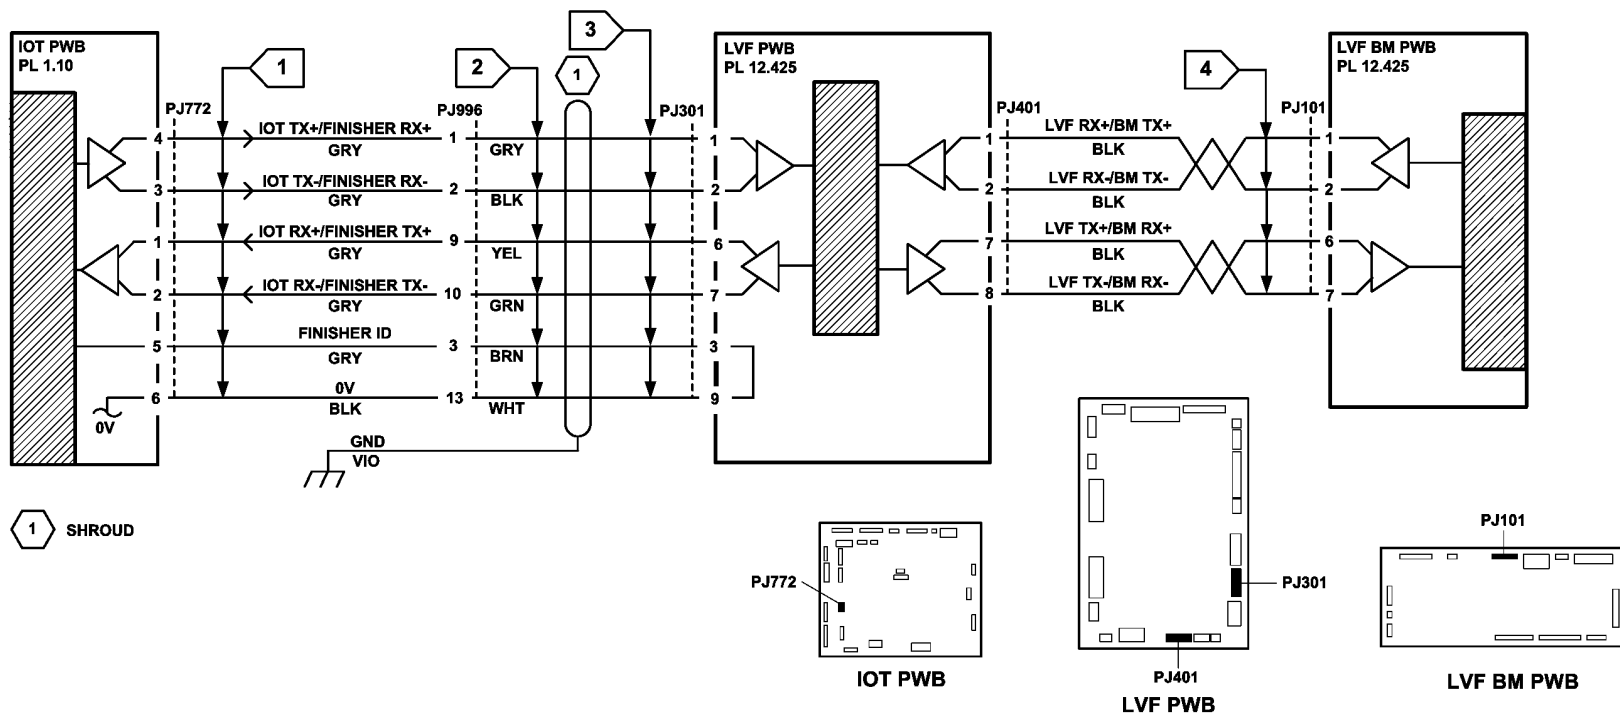 IOT PWB
PL 1.10
1
2
1
3
LVF PWB
PL 12.425
4
LVF BM PWB
PL 12.425
PJ772
PJ996
PJ301
PJ401
PJ101
4
IOT TX+/FINISHER RX+
GRY
1
GRY
1
1
LVF RX+/BM TX+
BLK
1
3
IOT TX-/FINISHER RX-
GRY
2
BLK
2
2
LVF RX-/BM TX-
BLK
2
1
IOT RX+/FINISHER TX+
GRY
9
YEL
6
7
LVF TX+/BM RX+
BLK
6
2
IOT RX-/FINISHER TX-
GRY
10
GRN
7
8
LVF TX-/BM RX-
BLK
7
5
FINISHER ID
GRY
3
BRN
3
0V
6
0V
BLK
13
WHT
9
GND
VIO
1
SHROUD
PJ772
IOT PWB
PJ301
PJ401
LVF PWB
PJ101
LVF BM PWB